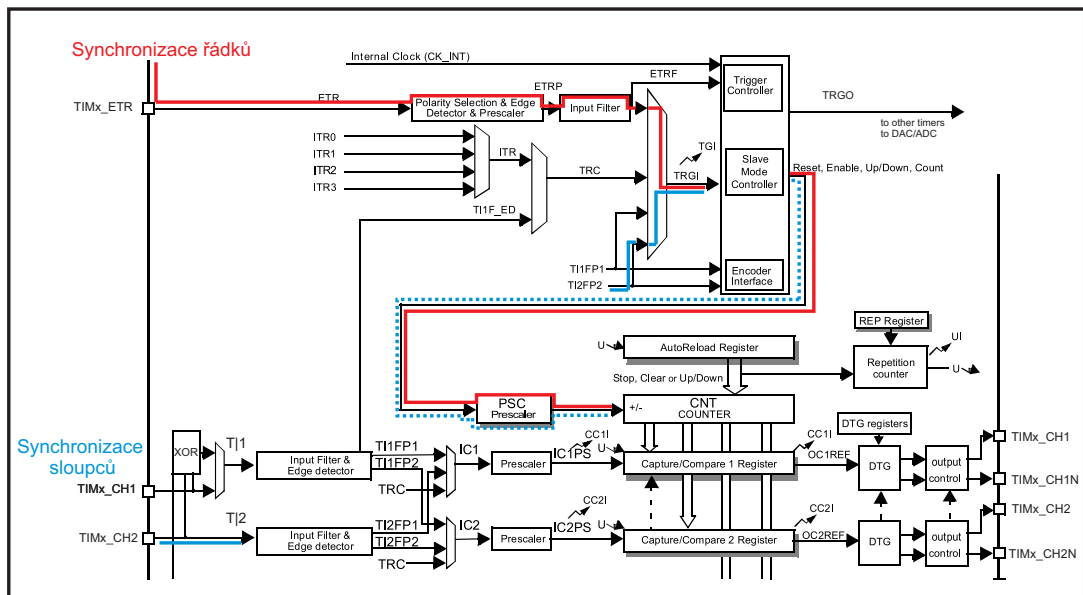 Synchronizace řádků
Internal Clock (CK_INT)
TIMx_ETR
ETR
Polarity Selection & Edge
Detector & Prescaler
ETRP
Input Filter
ETRF
Trigger
Controller
TRGO
to other timers
to DAC/ADC
ITR0
ITR1
ITR2
ITR3
ITR
TRC
TI1F_ED
TGI
TRGI
Slave
Mode
Controller
Reset, Enable, Up/Down, Count
TI1FP1
TI2FP2
Encoder
Interface
REP Register
U
AutoReload Register
UI
Repetition
counter
U
Stop, Clear or Up/Down
PSC
Prescaler
+/-
CNT
COUNTER
Synchronizace
sloupců
XOR
T|1
TIMx_CH1
Input Filter &
Edge detector
TI1FP1
TI1FP2
TRC
IC1
Prescaler
IC1PS
CC1I
U
Capture/Compare 1 Register
CC1I
OC1REF
DTG registers
DTG
output
control
TIMx_CH1
TIMx_CH1N
T|2
TIMx_CH2
Input Filter &
Edge detector
TI2FP1
TI2FP2
TRC
IC2
Prescaler
IC2PS
CC2I
U
Capture/Compare 2 Register
CC2I
OC2REF
DTG
output
control
TIMx_CH2
TIMx_CH2N